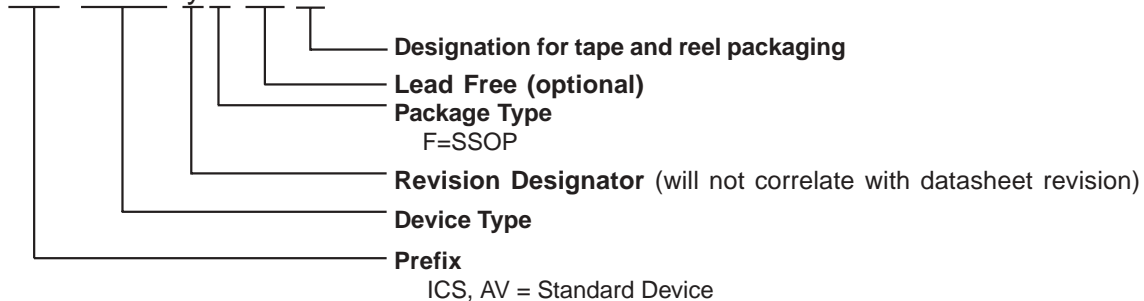 Designation for tape and reel packaging
Lead Free (optional)
Package Type
F=SSOP
Revision Designator (will not correlate with datasheet revision)
Device Type
Prefix
ICS, AV = Standard Device